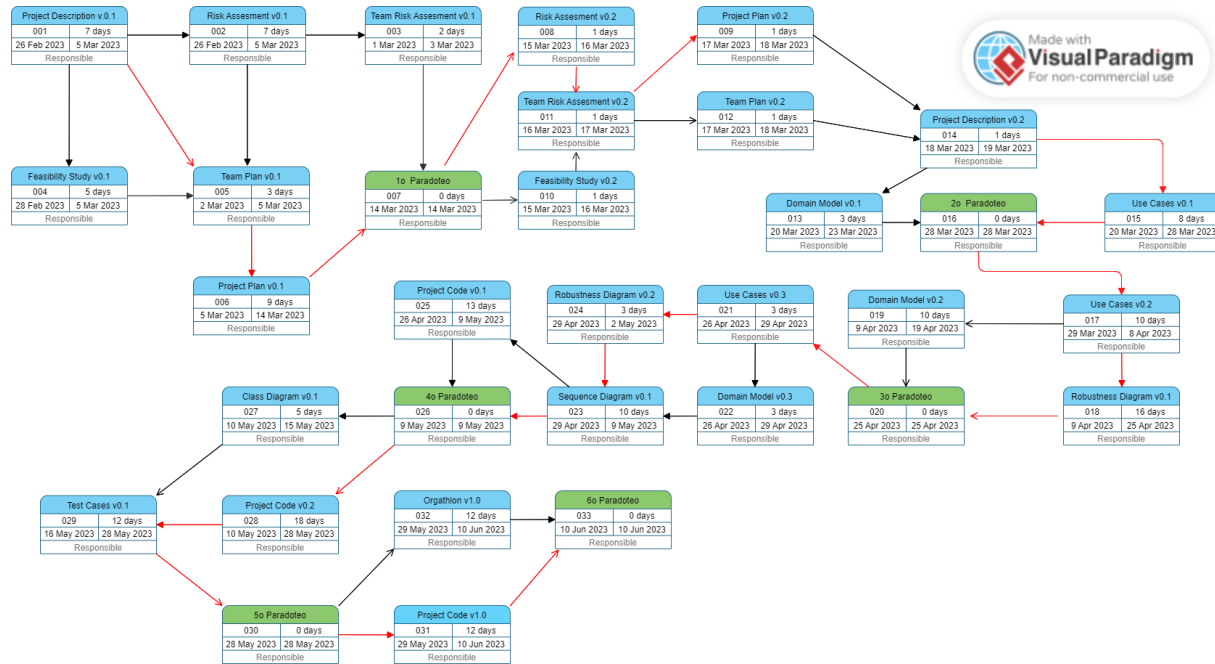 Project Description v.0.1
001 7 days
26 Feb 2023 5 Mar 2023
Responsible
Risk Assesment v0.1
002 7 days
26 Feb 2023 5 Mar 2023
Responsible
Team Risk Assesment v0.1
003 2 days
1 Mar 2023 3 Mar 2023
Responsible
Risk Assesment v0.2
008 1 days
15 Mar 2023 16 Mar 2023
Responsible
Project Plan v0.2
009 1 days
17 Mar 2023 18 Mar 2023
Responsible
Made with
Visual Paradigm
For non-commercial use
Team Risk Assesment v0.2
011 1 days
16 Mar 2023 17 Mar 2023
Responsible
Team Plan v0.2
012 1 days
17 Mar 2023 18 Mar 2023
Responsible
Project Description v0.2
014 1 days
18 Mar 2023 19 Mar 2023
Responsible
Feasibility Study v0.1
004 5 days
28 Feb 2023 5 Mar 2023
Responsible
Team Plan v0.1
005 3 days
2 Mar 2023 5 Mar 2023
Responsible
1o Paradoteo
007 0 days
14 Mar 2023 14 Mar 2023
Responsible
Feasibility Study v0.2
010 1 days
15 Mar 2023 16 Mar 2023
Responsible
Domain Model v0.1
013 3 days
20 Mar 2023 23 Mar 2023
Responsible
2o Paradoteo
016 0 days
28 Mar 2023 28 Mar 2023
Responsible
Use Cases v0.1
015 8 days
20 Mar 2023 28 Mar 2023
Responsible
Project Plan v0.1
006 9 days
5 Mar 2023 14 Mar 2023
Responsible
Project Code v0.1
025 13 days
26 Apr 2023 9 May 2023
Responsible
Robustness Diagram v0.2
024 3 days
29 Apr 2023 2 May 2023
Responsible
Use Cases v0.3
021 3 days
26 Apr 2023 29 Apr 2023
Responsible
Domain Model v0.2
019 10 days
9 Apr 2023 19 Apr 2023
Responsible
Use Cases v0.2
017 10 days
29 Mar 2023 8 Apr 2023
Responsible
Class Diagram v0.1
027 5 days
10 May 2023 15 May 2023
Responsible
4o Paradoteo
026 0 days
9 May 2023 9 May 2023
Responsible
Sequence Diagram v0.1
023 10 days
29 Apr 2023 9 May 2023
Responsible
Domain Model v0.3
022 3 days
26 Apr 2023 29 Apr 2023
Responsible
3o Paradoteo
020 0 days
25 Apr 2023 25 Apr 2023
Responsible
Robustness Diagram v0.1
018 16 days
9 Apr 2023 25 Apr 2023
Responsible
Test Cases v0.1
029 12 days
16 May 2023 28 May 2023
Responsible
Project Code v0.2
028 18 days
10 May 2023 28 May 2023
Responsible
Orgathlon v1.0
032 12 days
29 May 2023 10 Jun 2023
Responsible
6o Paradoteo
033 0 days
10 Jun 2023 10 Jun 2023
Responsible
5o Paradoteo
030 0 days
28 May 2023 28 May 2023
Responsible
Project Code v1.0
031 12 days
29 May 2023 10 Jun 2023
Responsible